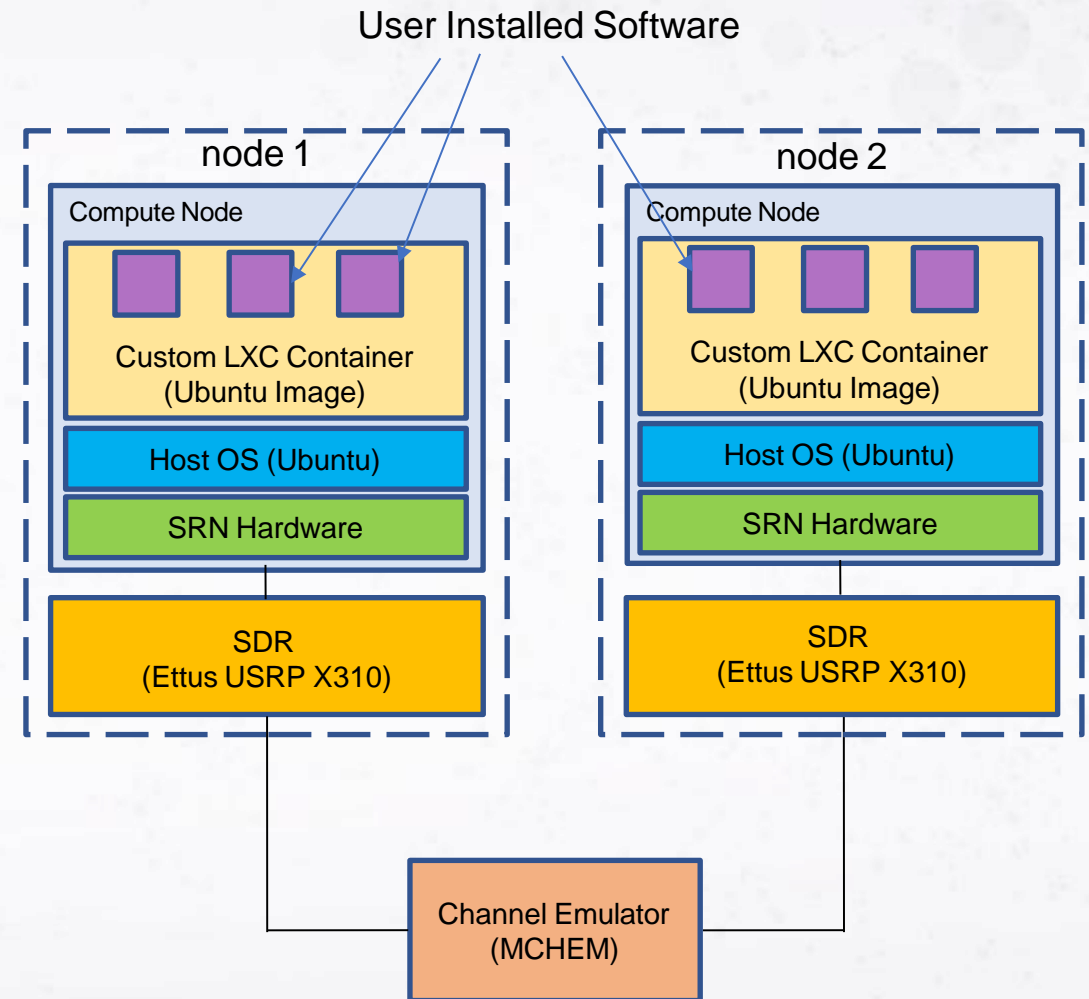 User Installed Software
node 1
Compute Node
Custom LXC Container
(Ubuntu Image)
Host OS (Ubuntu)
SRN Hardware
SDR
(Ettus USRP X310)
node 2
Compute Node
Custom LXC Container
(Ubuntu Image)
Host OS (Ubuntu)
SRN Hardware
SDR
(Ettus USRP X310)
Channel Emulator
(MCHEM)